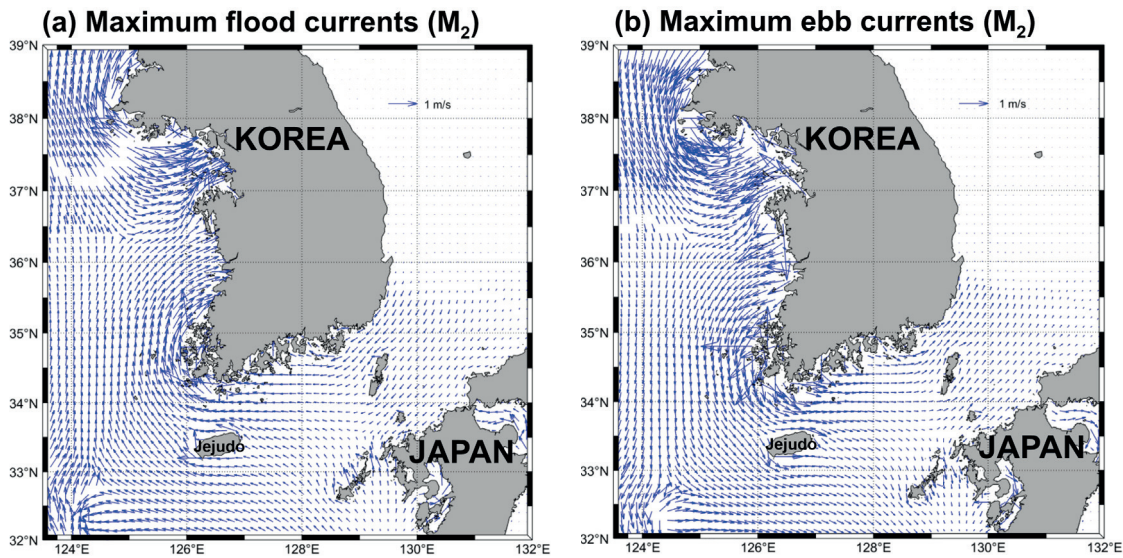 (a) Maximum flood currents (M₂)
39°N
38°N
37°N
36°N
35°N
34°N
33°N
32°N
124°E
126°E
128°E
130°E
132°E
1 m/s
KOREA
Jejudo
JAPAN
(b) Maximum ebb currents (M₂)
39°N
38°N
37°N
36°N
35°N
34°N
33°N
32°N
124°E
126°E
128°E
130°E
132°E
1 m/s
KOREA
Jejudo
JAPAN